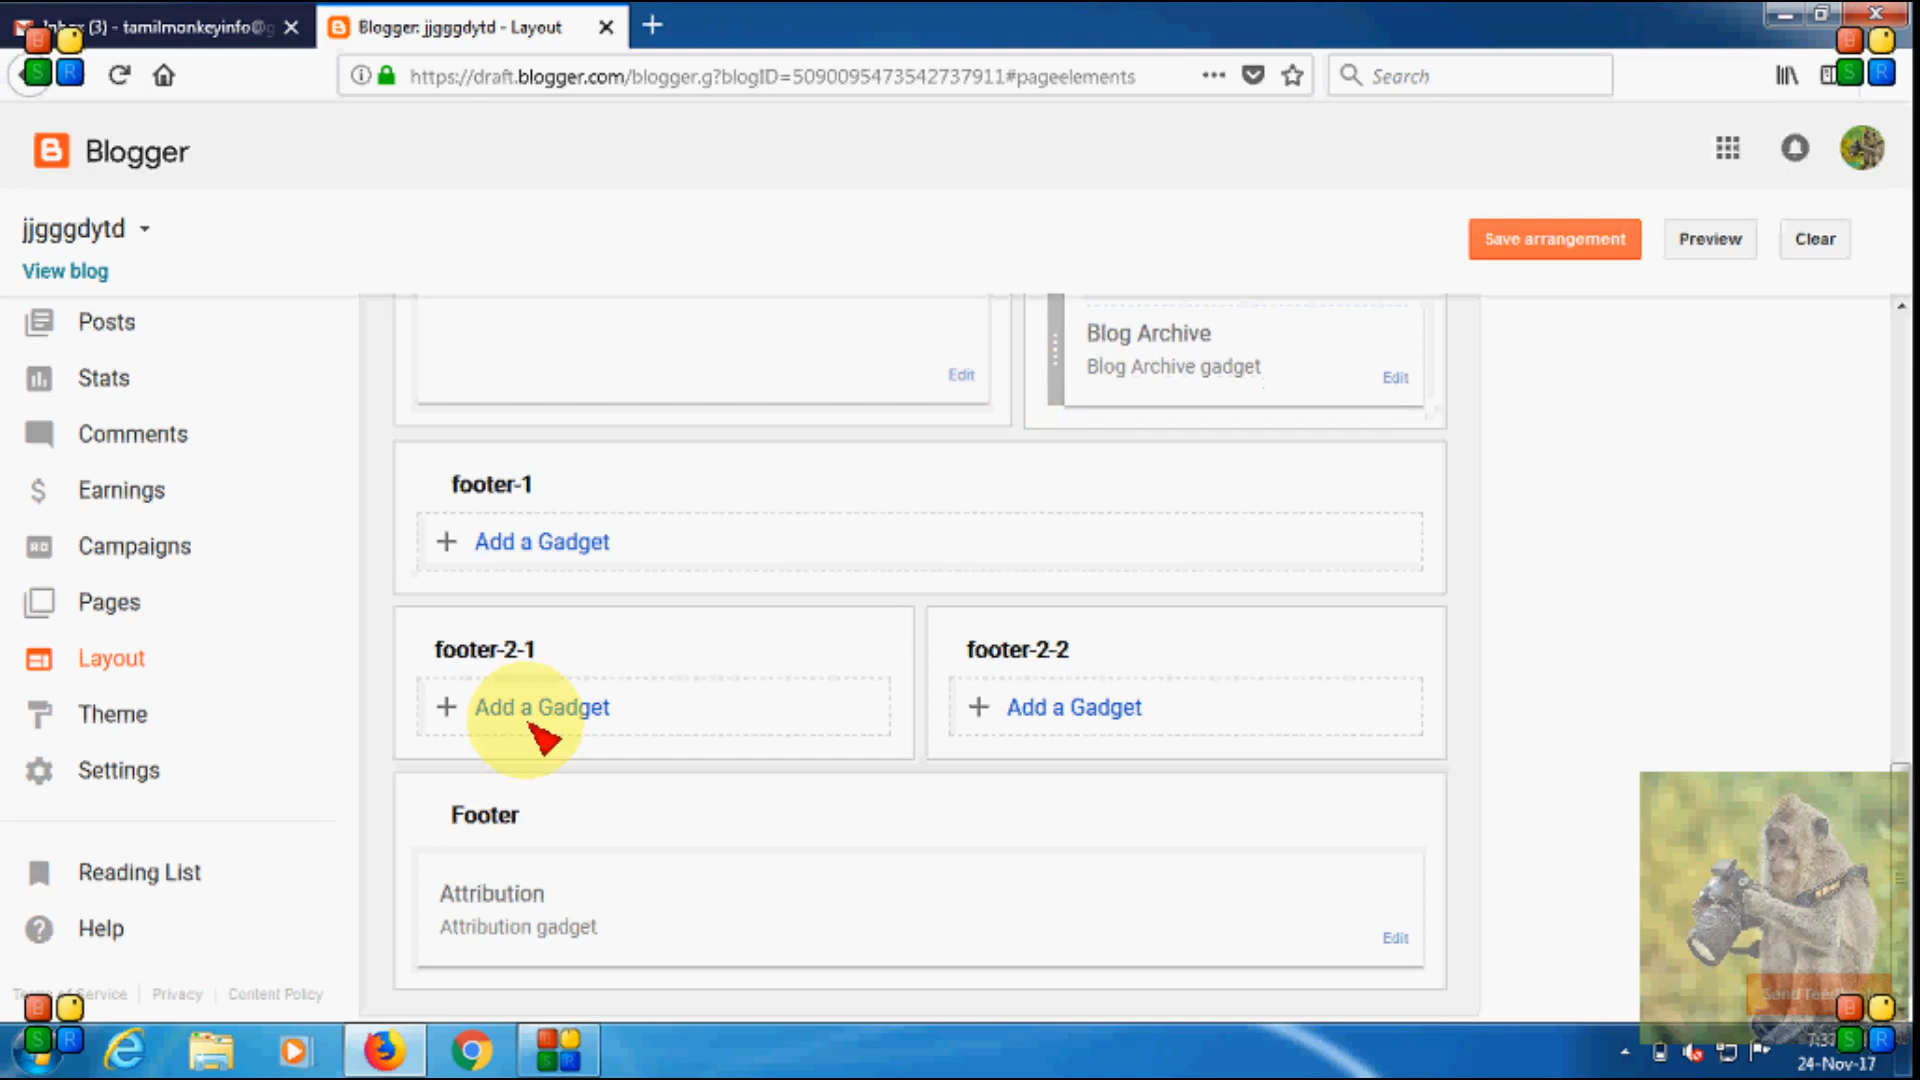 (3) - tamilmonkeyinfo@g
Blogger: jjgggdytd - Layout
https://draft.blogger.com/blogger.g?blogID=5090095473542737911#pageelements
Search
Blogger
jjgggdytd
View blog
Save arrangement
Preview
Clear
Posts
Stats
Comments
Earnings
Campaigns
Pages
Layout
Theme
Settings
Reading List
Help
Privacy
Content Policy
Edit
Blog Archive
Blog Archive gadget
Edit
footer-1
+ Add a Gadget
footer-2-1
+ Add a Gadget
footer-2-2
+ Add a Gadget
Footer
Attribution
Attribution gadget
Edit
24-Nov-17
B
S R
B
S R
B
S R
B
S R